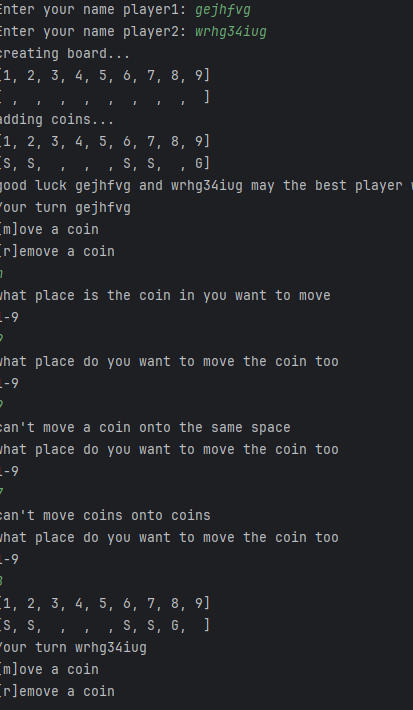 Enter your name player1: gejhfvg
Enter your name player2: wrhg34iug
creating board...
[1, 2, 3, 4, 5, 6, 7, 8, 9]
[ ,  ,  ,  ,  ,  ,  ,  ,  ]
adding coins...
[1, 2, 3, 4, 5, 6, 7, 8, 9]
[S, S,  ,  ,  , S, S,  , G]
good luck gejhfvg and wrhg34iug may the best player
Your turn gejhfvg
[m]ove a coin
[r]emove a coin
m
what place is the coin in you want to move
1-9
9
what place do you want to move the coin too
1-9
9
can't move a coin onto the same space
what place do you want to move the coin too
1-9
7
can't move coins onto coins
what place do you want to move the coin too
1-9
8
[1, 2, 3, 4, 5, 6, 7, 8, 9]
[S, S,  ,  ,  , S, S, G,  ]
Your turn wrhg34iug
[m]ove a coin
[r]emove a coin